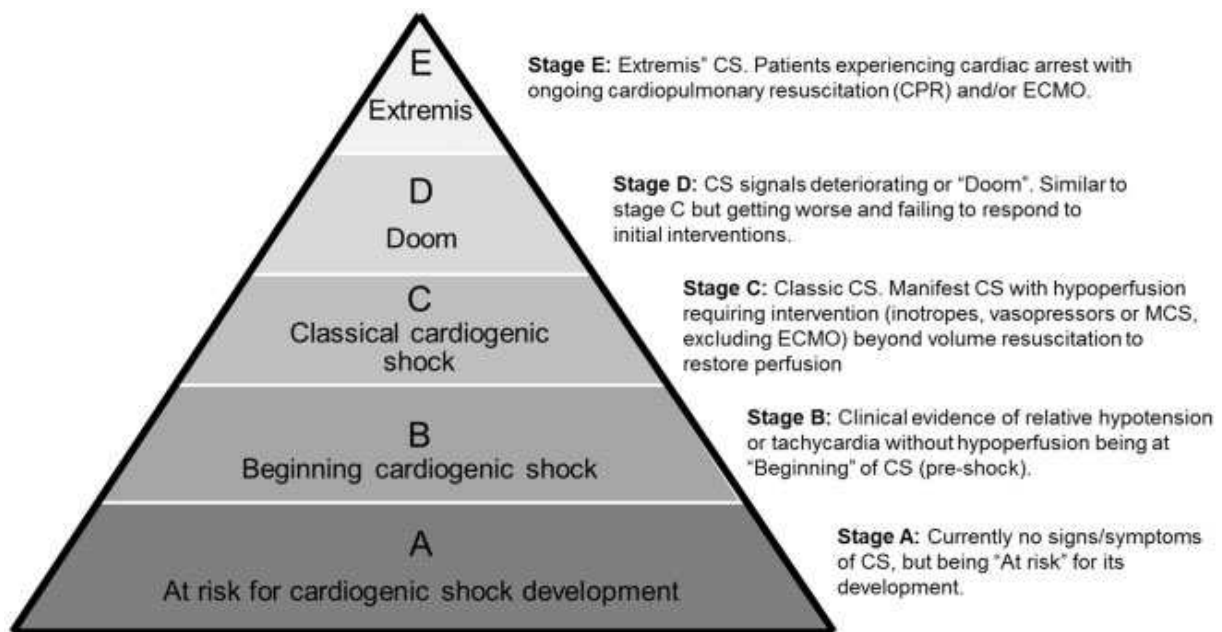 E
Extremis
Stage E: Extremis” CS. Patients experiencing cardiac arrest with
ongoing cardiopulmonary resuscitation (CPR) and/or ECMO.
D
Doom
Stage D: CS signals deteriorating or “Doom”. Similar to
stage C but getting worse and failing to respond to
initial interventions.
C
Classical cardiogenic
shock
Stage C: Classic CS. Manifest CS with hypoperfusion
requiring intervention (inotropes, vasopressors or MCS,
excluding ECMO) beyond volume resuscitation to
restore perfusion
B
Beginning cardiogenic shock
Stage B: Clinical evidence of relative hypotension
or tachycardia without hypoperfusion being at
“Beginning” of CS (pre-shock).
A
At risk for cardiogenic shock development
Stage A: Currently no signs/symptoms
of CS, but being “At risk” for its
development.